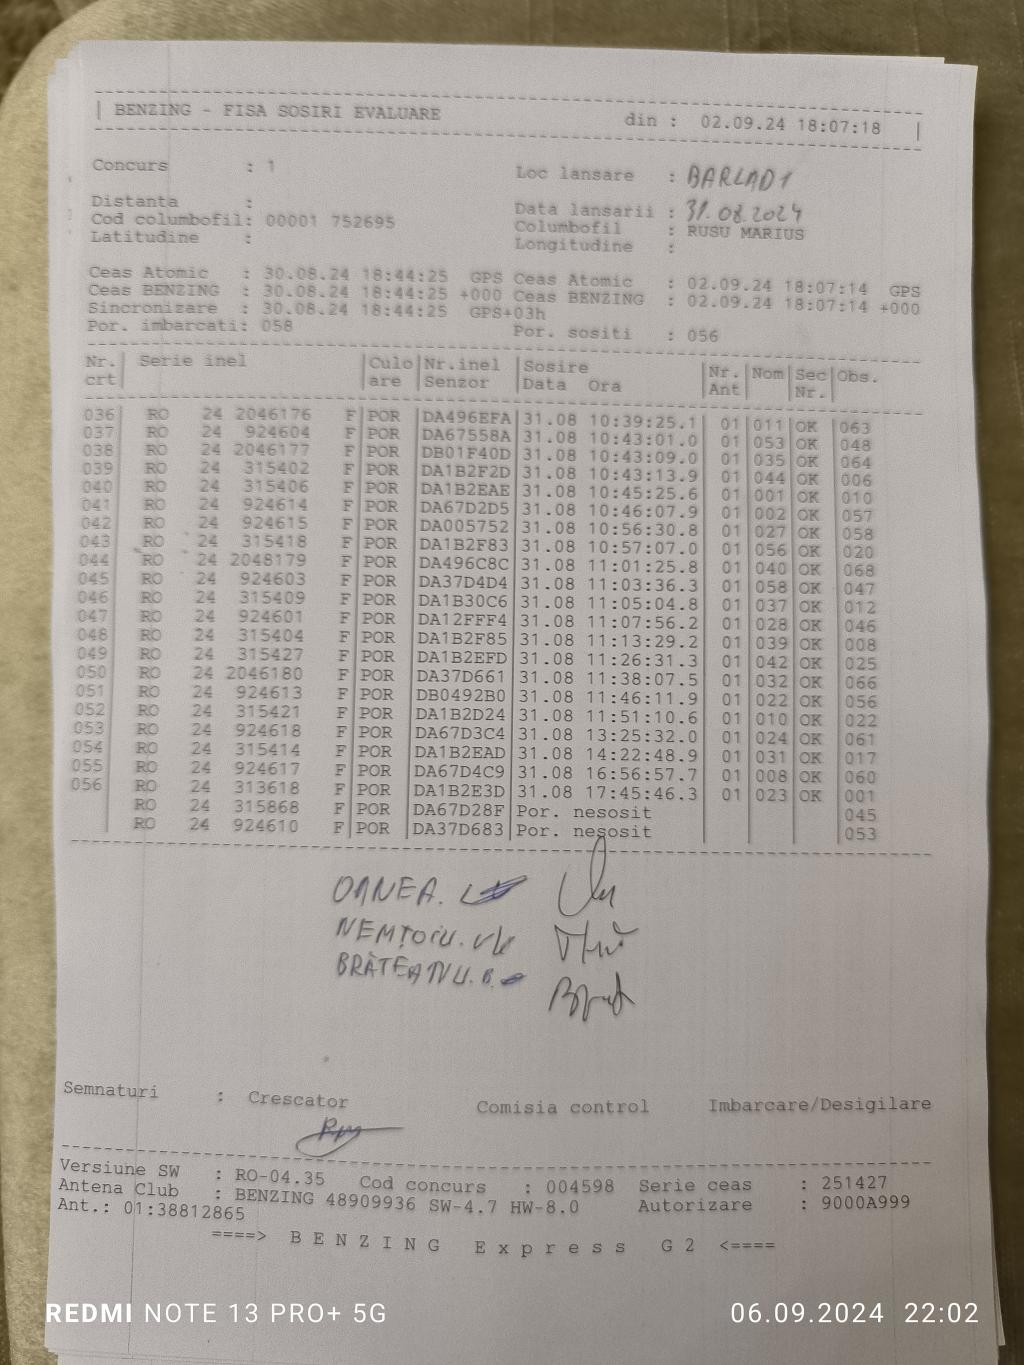 BENZING - FISA SOSIRI EVALUARE din : 02.09.24 18:07:18
Concurs : 1 Loc lansare : BARLAD 1
Distanta : Data lansarii : 31.08.2024
Cod columbofil: 00001 752695 Columbofil : RUSU MARIUS
Latitudine : Longitudine :
Ceas Atomic : 30.08.24 18:44:25 GPS Ceas Atomic : 02.09.24 18:07:14 GPS
Ceas BENZING : 30.08.24 18:44:25 +000 Ceas BENZING : 02.09.24 18:07:14 +000
Sincronizare : 30.08.24 18:44:25 GPS+03h
Por. imbarcati: 058 Por. sositi : 056
Nr. crt Serie inel Culo are Nr.inel Senzor Sosire Data Ora Nr. Ant Nom Sec Nr. Obs.
036 RO 24 2046176 F POR DA496EFA 31.08 10:39:25.1 01 011 OK 063
037 RO 24 924604 F POR DA67558A 31.08 10:43:01.0 01 053 OK 048
038 RO 24 2046177 F POR DB01F40D 31.08 10:43:09.0 01 035 OK 064
039 RO 24 315402 F POR DA1B2F2D 31.08 10:43:13.9 01 044 OK 006
040 RO 24 315406 F POR DA1B2EAE 31.08 10:45:25.6 01 001 OK 010
041 RO 24 924614 F POR DA67D2D5 31.08 10:46:07.9 01 002 OK 057
042 RO 24 924615 F POR DA005752 31.08 10:56:30.8 01 027 OK 058
043 RO 24 315418 F POR DA1B2F83 31.08 10:57:07.0 01 056 OK 020
044 RO 24 2048179 F POR DA496C8C 31.08 11:01:25.8 01 040 OK 068
045 RO 24 924603 F POR DA37D4D4 31.08 11:03:36.3 01 058 OK 047
046 RO 24 315409 F POR DA1B30C6 31.08 11:05:04.8 01 037 OK 012
047 RO 24 924601 F POR DA12FFF4 31.08 11:07:56.2 01 028 OK 046
048 RO 24 315404 F POR DA1B2F85 31.08 11:13:29.2 01 039 OK 008
049 RO 24 315427 F POR DA1B2EFD 31.08 11:26:31.3 01 042 OK 025
050 RO 24 2046180 F POR DA37D661 31.08 11:38:07.5 01 032 OK 066
051 RO 24 924613 F POR DB0492B0 31.08 11:46:11.9 01 022 OK 056
052 RO 24 315421 F POR DA1B2D24 31.08 11:51:10.6 01 010 OK 022
053 RO 24 924618 F POR DA67D3C4 31.08 13:25:32.0 01 024 OK 061
054 RO 24 315414 F POR DA1B2EAD 31.08 14:22:48.9 01 031 OK 017
055 RO 24 924617 F POR DA67D4C9 31.08 16:56:57.7 01 008 OK 060
056 RO 24 313618 F POR DA1B2E3D 31.08 17:45:46.3 01 023 OK 001
RO 24 315868 F POR DA67D28F Por. nesosit 045
RO 24 924610 F POR DA37D683 Por. nesosit 053
OANEA.
NEMȚOIU.
BRĂTEANU. B.
Semnaturi : Crescator Comisia control Imbarcare/Desigilare
Versiune SW : RO-04.35 Cod concurs : 004598 Serie ceas : 251427
Antena Club : BENZING 48909936 SW-4.7 HW-8.0 Autorizare : 9000A999
Ant.: 01:38812865
====> B E N Z I N G E x p r e s s G 2 <====
REDMI NOTE 13 PRO+ 5G 06.09.2024 22:02